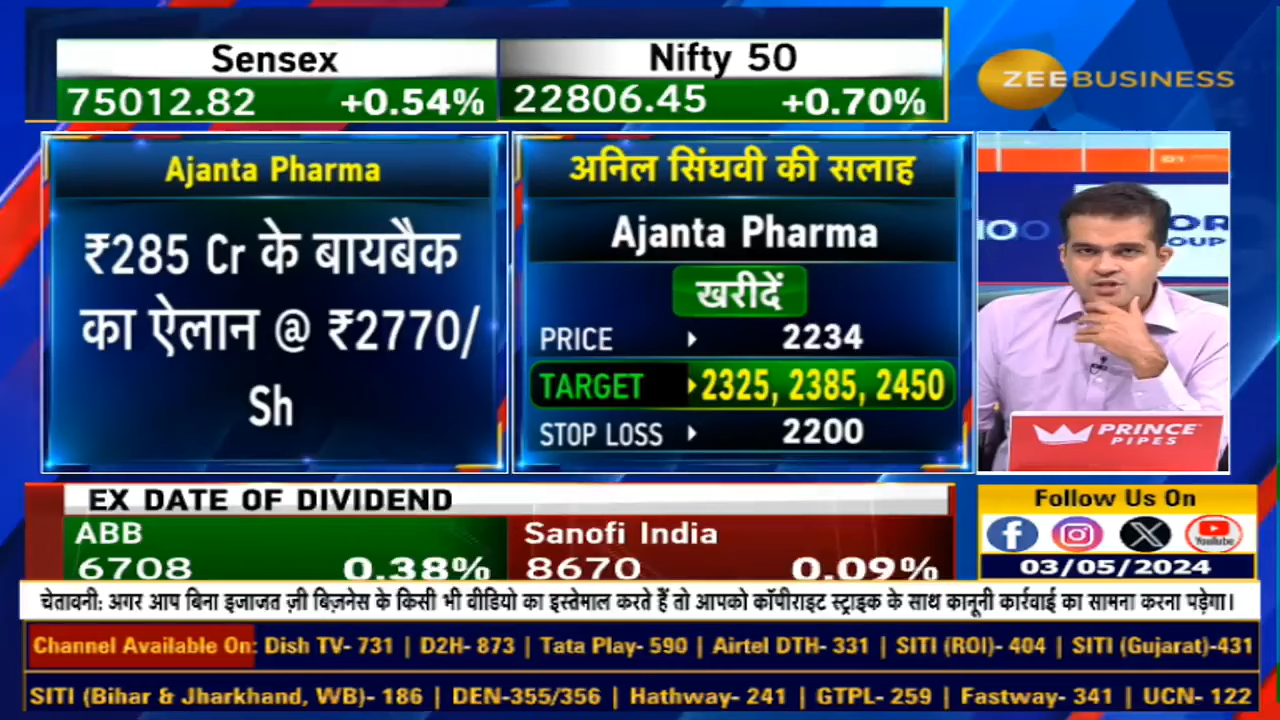 Sensex
75012.82 +0.54%
Nifty 50
22806.45 +0.70%
ZEEBUSINESS
Ajanta Pharma
₹285 Cr के बायबैक
का ऐलान @ ₹2770/
Sh
अनिल सिंघवी की सलाह
Ajanta Pharma
खरीदें
PRICE 2234
TARGET 2325, 2385, 2450
STOP LOSS 2200
OR
OUP
PRINCE
PIPES
EX DATE OF DIVIDEND
ABB
6708 0.38%
Sanofi India
8670 0.09%
Follow Us On
YouTube
03/05/2024
चेतावनी: अगर आप बिना इजाजत ज़ी बिज़नेस के किसी भी वीडियो का इस्तेमाल करते हैं तो आपको कॉपीराइट स्ट्राइक के साथ कानूनी कार्रवाई का सामना करना पड़ेगा।
Channel Available On: Dish TV- 731 | D2H- 873 | Tata Play- 590 | Airtel DTH- 331 | SITI (ROI)- 404 | SITI (Gujarat)-431
SITI (Bihar & Jharkhand, WB)- 186 | DEN-355/356 | Hathway- 241 | GTPL- 259 | Fastway- 341 | UCN- 122